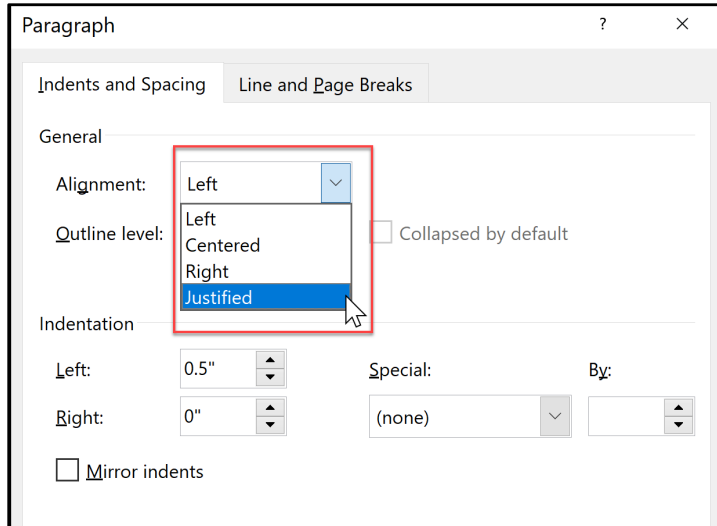 Paragraph ? ×
Indents and Spacing Line and Page Breaks
General
Alignment: Left
Left
Outline level: Collapsed by default
Centered
Right
Justified
Indentation
Left: 0.5" Special: By:
Right: 0" (none)
Mirror indents